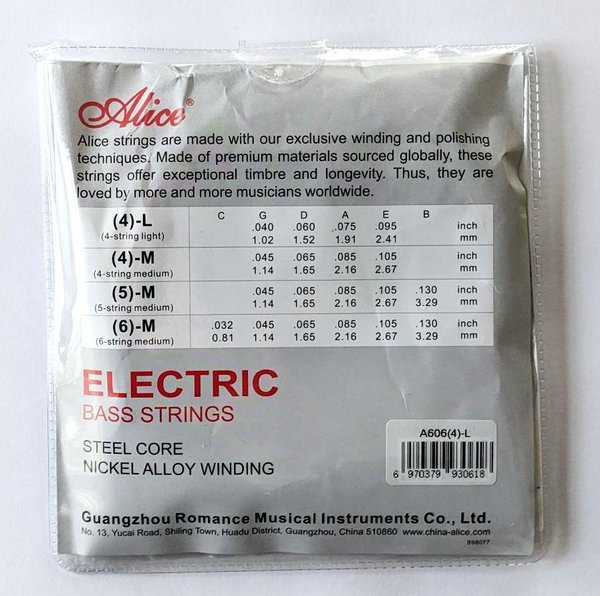 Alice®
Alice strings are made with our exclusive winding and polishing
techniques. Made of premium materials sourced globally, these
strings offer exceptional timbre and longevity. Thus, they are
loved by more and more musicians worldwide.
C G D A E B
(4)-L .040 .060 .075 .095 inch
(4-string light) 1.02 1.52 1.91 2.41 mm
(4)-M .045 .065 .085 .105 inch
(4-string medium) 1.14 1.65 2.16 2.67 mm
(5)-M .045 .065 .085 .105 .130 inch
(5-string medium) 1.14 1.65 2.16 2.67 3.29 mm
(6)-M .032 .045 .065 .085 .105 .130 inch
(6-string medium) 0.81 1.14 1.65 2.16 2.67 3.29 mm
ELECTRIC
BASS STRINGS
STEEL CORE
NICKEL ALLOY WINDING
A606(4)-L
6 970379 930618
Guangzhou Romance Musical Instruments Co., Ltd.
No. 13, Yucai Road, Shiling Town, Huadu District, Guangzhou, China 510860 www.china-alice.com